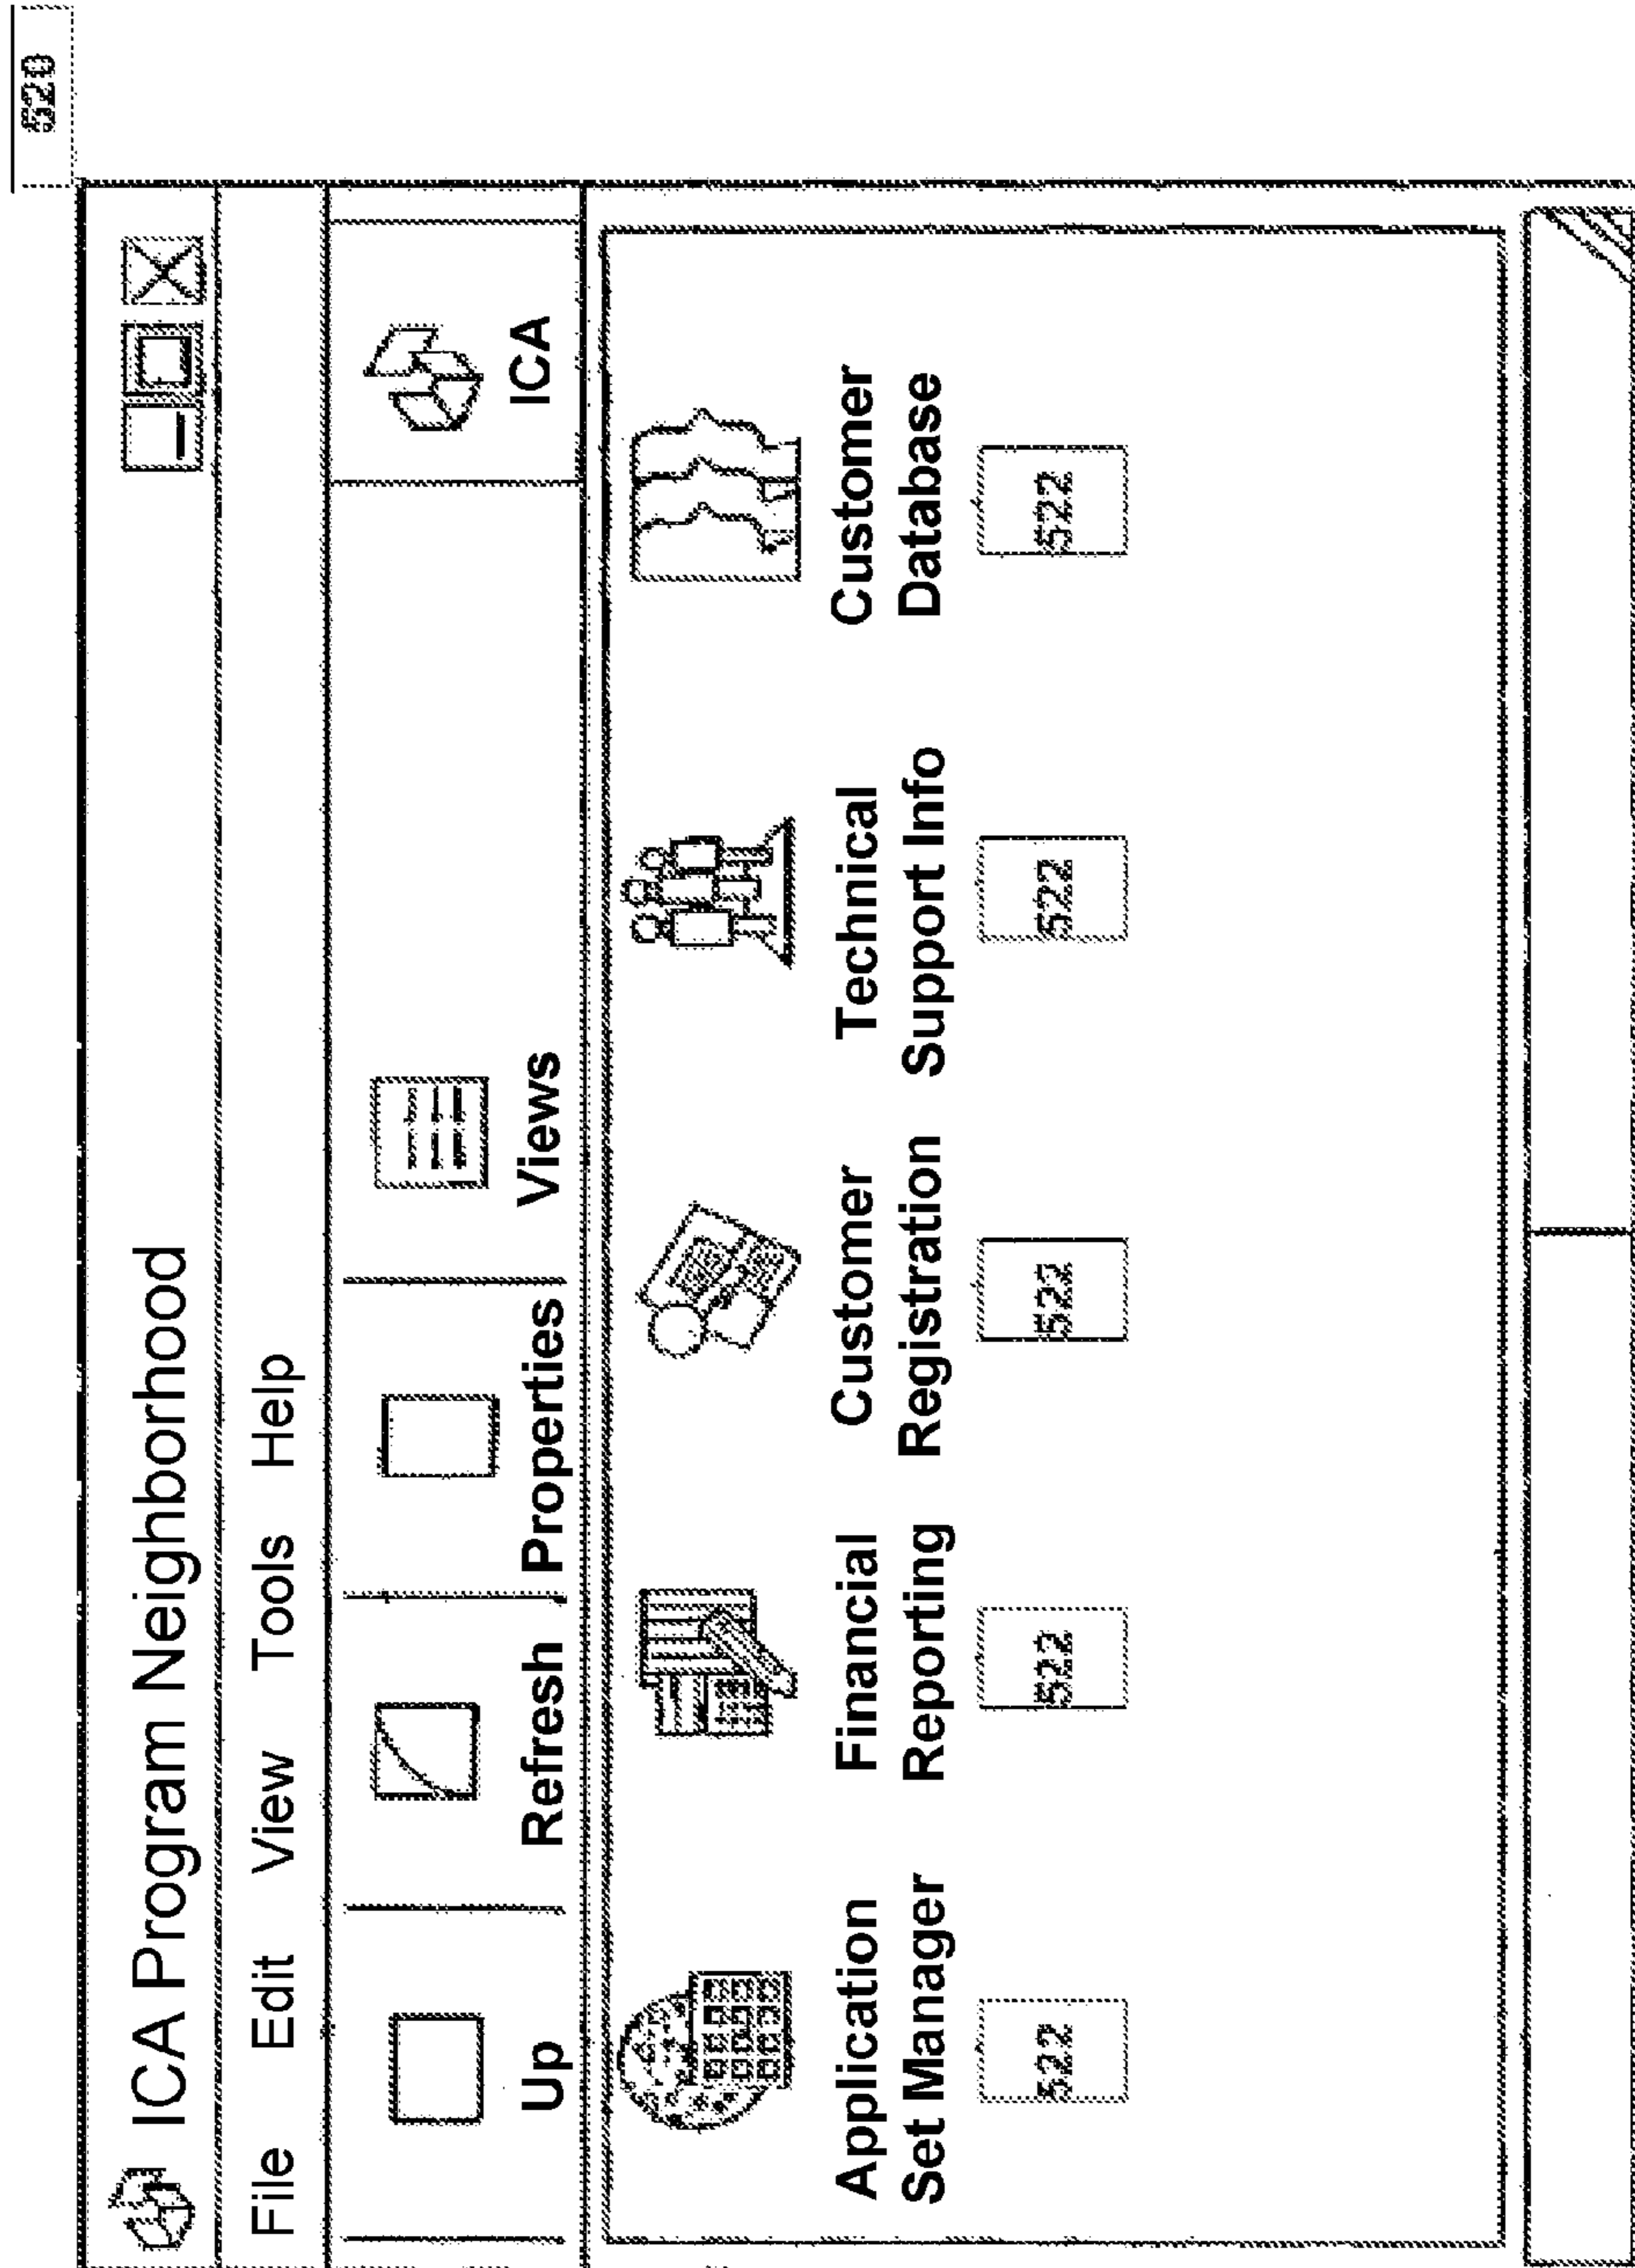 520
ICA Program Neighborhood
File Edit View Tools Help
Up Refresh Properties Views ICA
Application Set Manager
Financial Reporting
Customer Registration
Technical Support Info
Customer Database
522 522 522 522 522